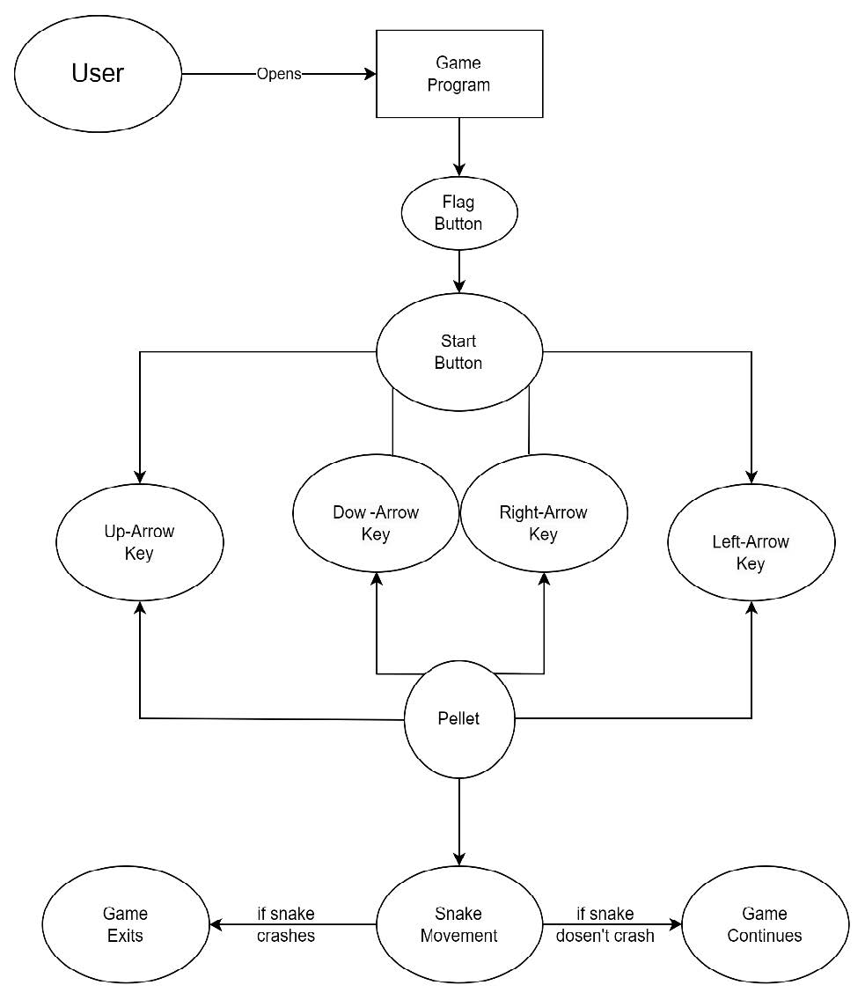 User
Opens
Game
Program
Flag
Button
Start
Button
Up-Arrow
Key
Dow -Arrow
Key
Right-Arrow
Key
Left-Arrow
Key
Pellet
Game
Exits
if snake
crashes
Snake
Movement
if snake
dosen't crash
Game
Continues